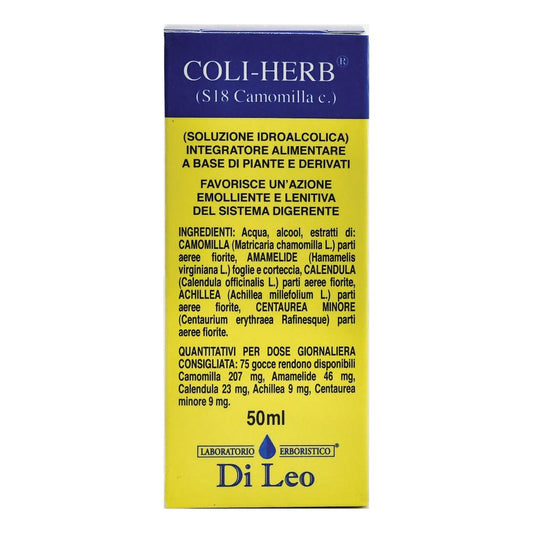 COLI-HERB®
(S18 Camomilla c.)
(SOLUZIONE IDROALCOLICA)
INTEGRATORE ALIMENTARE
A BASE DI PIANTE E DERIVATI
FAVORISCE UN'AZIONE
EMOLLIENTE E LENITIVA
DEL SISTEMA DIGERENTE
INGREDIENTI: Acqua, alcool, estratti di:
CAMOMILLA (Matricaria chamomilla L.) parti
aeree fiorite, AMAMELIDE (Hamamelis
virginiana L.) foglie e corteccia, CALENDULA
(Calendula officinalis L.) parti aeree fiorite,
ACHILLEA (Achillea millefolium L.) parti
aeree fiorite, CENTAUREA MINORE
(Centaurium erythraea Rafinesque) parti
aeree fiorite.
QUANTITATIVI PER DOSE GIORNALIERA
CONSIGLIATA: 75 gocce rendono disponibili
Camomilla 207 mg, Amamelide 46 mg,
Calendula 23 mg, Achillea 9 mg, Centaurea
minore 9 mg.
50ml
LABORATORIO ERBORISTICO®
Di Leo